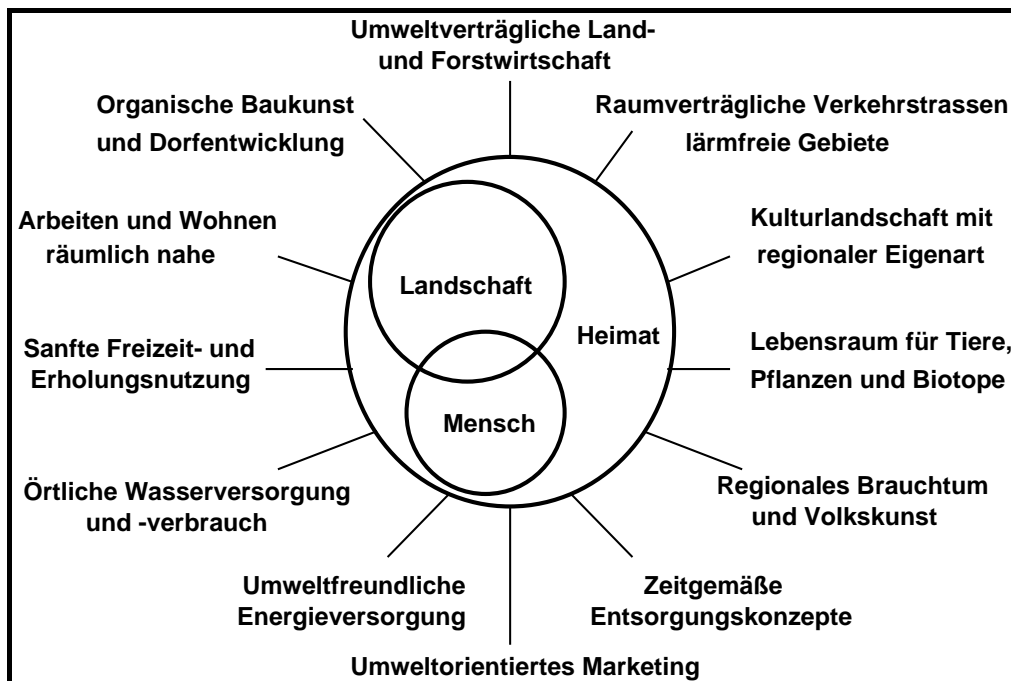 Umweltverträgliche Land-
und Forstwirtschaft
Organische Baukunst
und Dorfentwicklung
Raumverträgliche Verkehrstrassen
lärmfreie Gebiete
Arbeiten und Wohnen
räumlich nahe
Kulturlandschaft mit
regionaler Eigenart
Landschaft
Heimat
Sanfte Freizeit- und
Erholungsnutzung
Lebensraum für Tiere,
Pflanzen und Biotope
Mensch
Örtliche Wasserversorgung
und -verbrauch
Regionales Brauchtum
und Volkskunst
Umweltfreundliche
Energieversorgung
Zeitgemäße
Entsorgungskonzepte
Umweltorientiertes Marketing